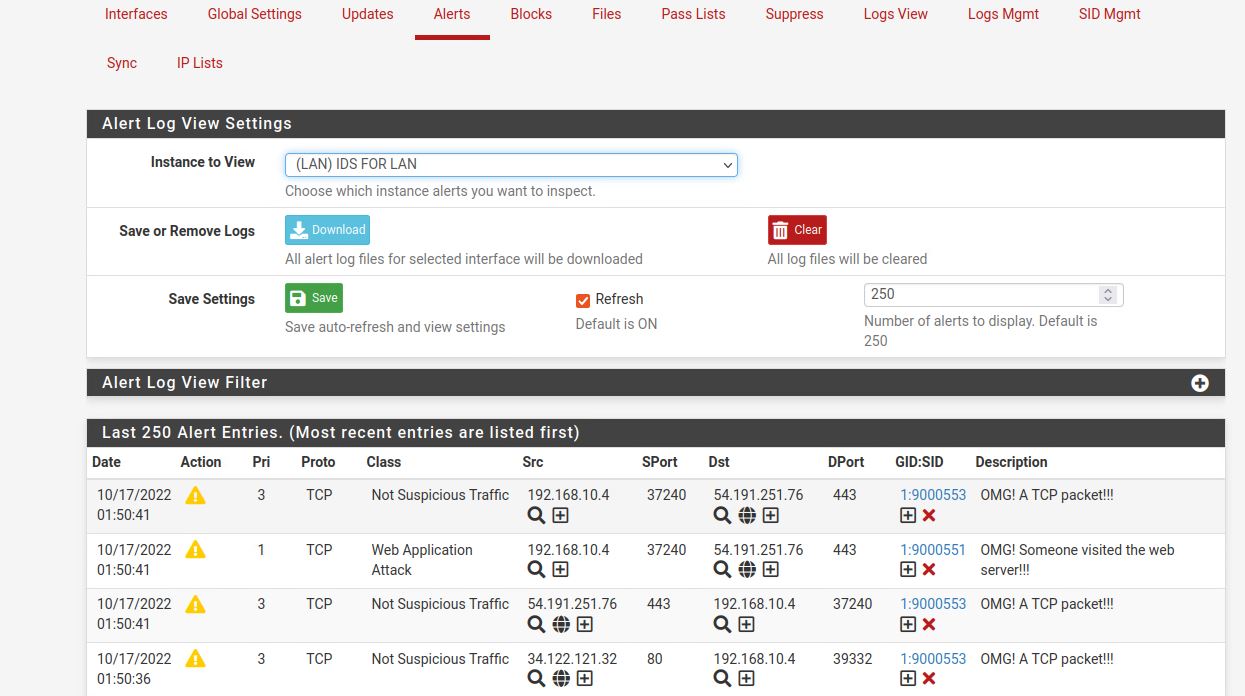 Interfaces Global Settings Updates Alerts Blocks Files Pass Lists Suppress Logs View Logs Mgmt SID Mgmt
Sync IP Lists
Alert Log View Settings
Instance to View (LAN) IDS FOR LAN
Choose which instance alerts you want to inspect.
Save or Remove Logs Download Clear
All alert log files for selected interface will be downloaded All log files will be cleared
Save Settings Save Refresh 250
Save auto-refresh and view settings Default is ON Number of alerts to display. Default is
250
Alert Log View Filter
Last 250 Alert Entries. (Most recent entries are listed first)
Date Action Pri Proto Class Src SPort Dst DPort GID:SID Description
10/17/2022 3 TCP Not Suspicious Traffic 192.168.10.4 37240 54.191.251.76 443 1:9000553 OMG! A TCP packet!!!
01:50:41
10/17/2022 1 TCP Web Application 192.168.10.4 37240 54.191.251.76 443 1:9000551 OMG! Someone visited the web
01:50:41 Attack server!!!
10/17/2022 3 TCP Not Suspicious Traffic 54.191.251.76 443 192.168.10.4 37240 1:9000553 OMG! A TCP packet!!!
01:50:41
10/17/2022 3 TCP Not Suspicious Traffic 34.122.121.32 80 192.168.10.4 39332 1:9000553 OMG! A TCP packet!!!
01:50:36